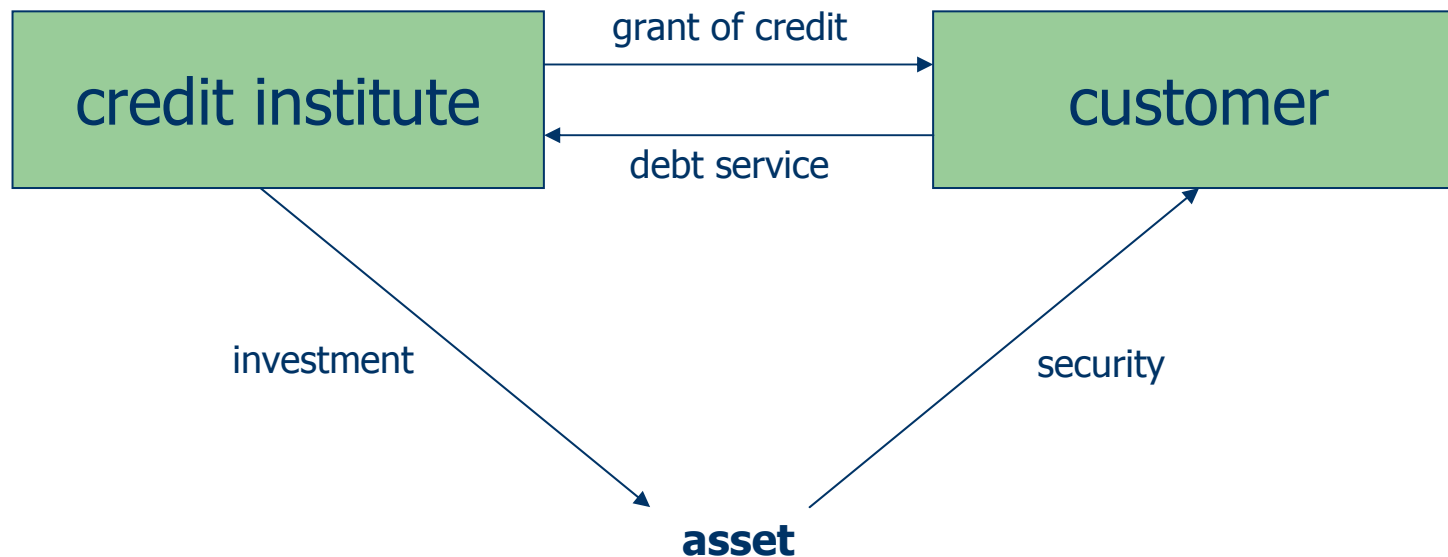 grant of credit
credit institute
customer
debt service
investment
security
asset